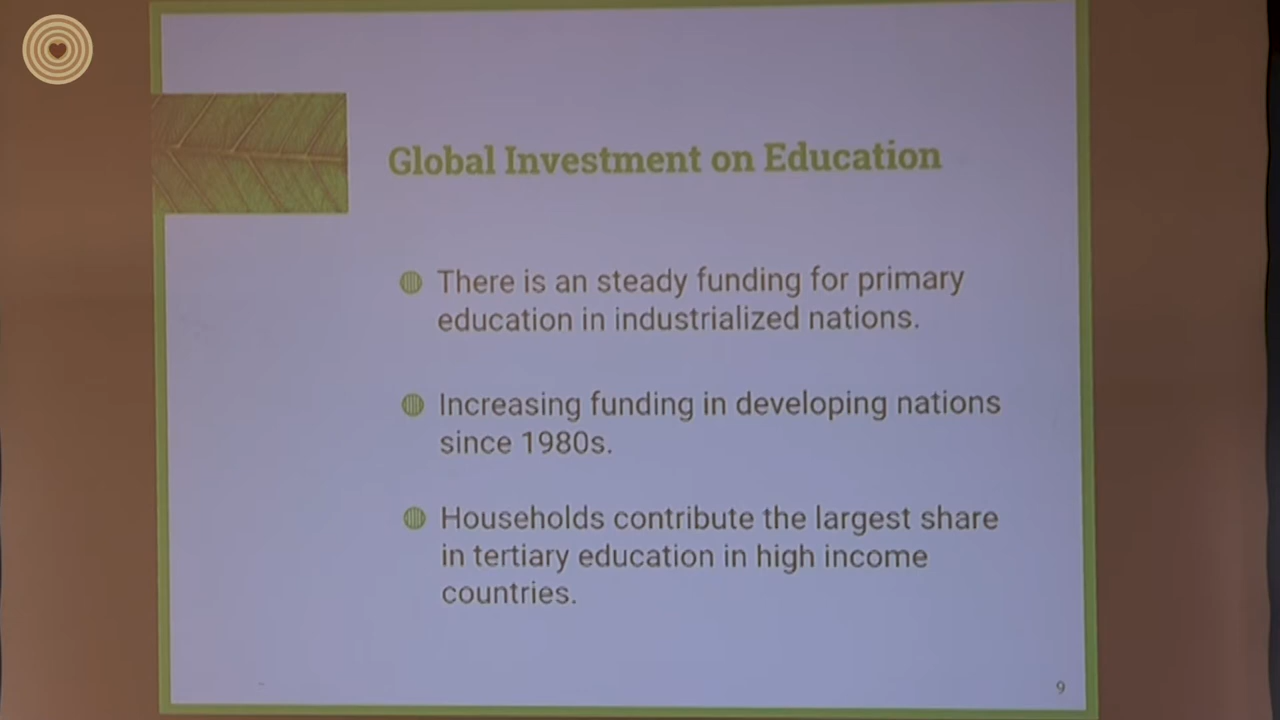 Global Investment on Education
There is an steady funding for primary
education in industrialized nations.
Increasing funding in developing nations
since 1980s.
Households contribute the largest share
in tertiary education in high income
countries.
9